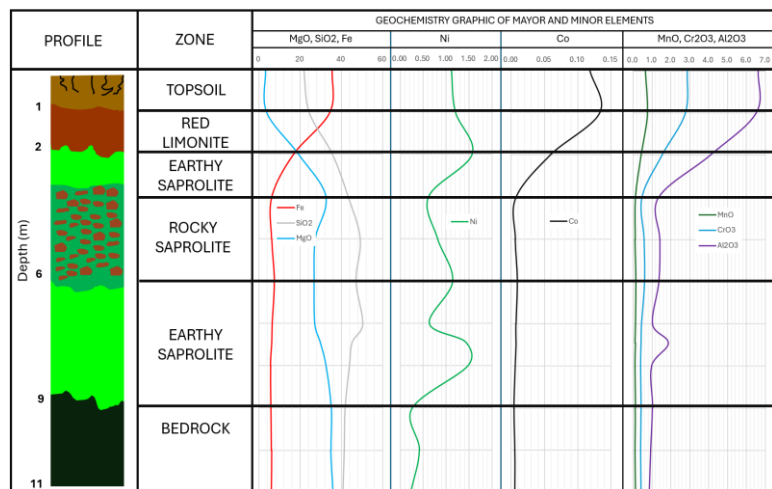 GEOCHEMISTRY GRAPHIC OF MAYOR AND MINOR ELEMENTS
PROFILE
ZONE
MgO, SiO2, Fe
Ni
Co
MnO, Cr2O3, Al2O3
0 20 40 60
0.00 0.50 1.00 1.50 2.00
0.00 0.05 0.10 0.15
0.0 1.0 2.0 3.0 4.0 5.0 6.0 7.0
TOPSOIL
1
RED
LIMONITE
2
EARTHY
SAPROLITE
Depth (m)
ROCKY
SAPROLITE
Fe
SiO2
MgO
Ni
Co
MnO
CrO3
Al2O3
6
EARTHY
SAPROLITE
9
BEDROCK
11